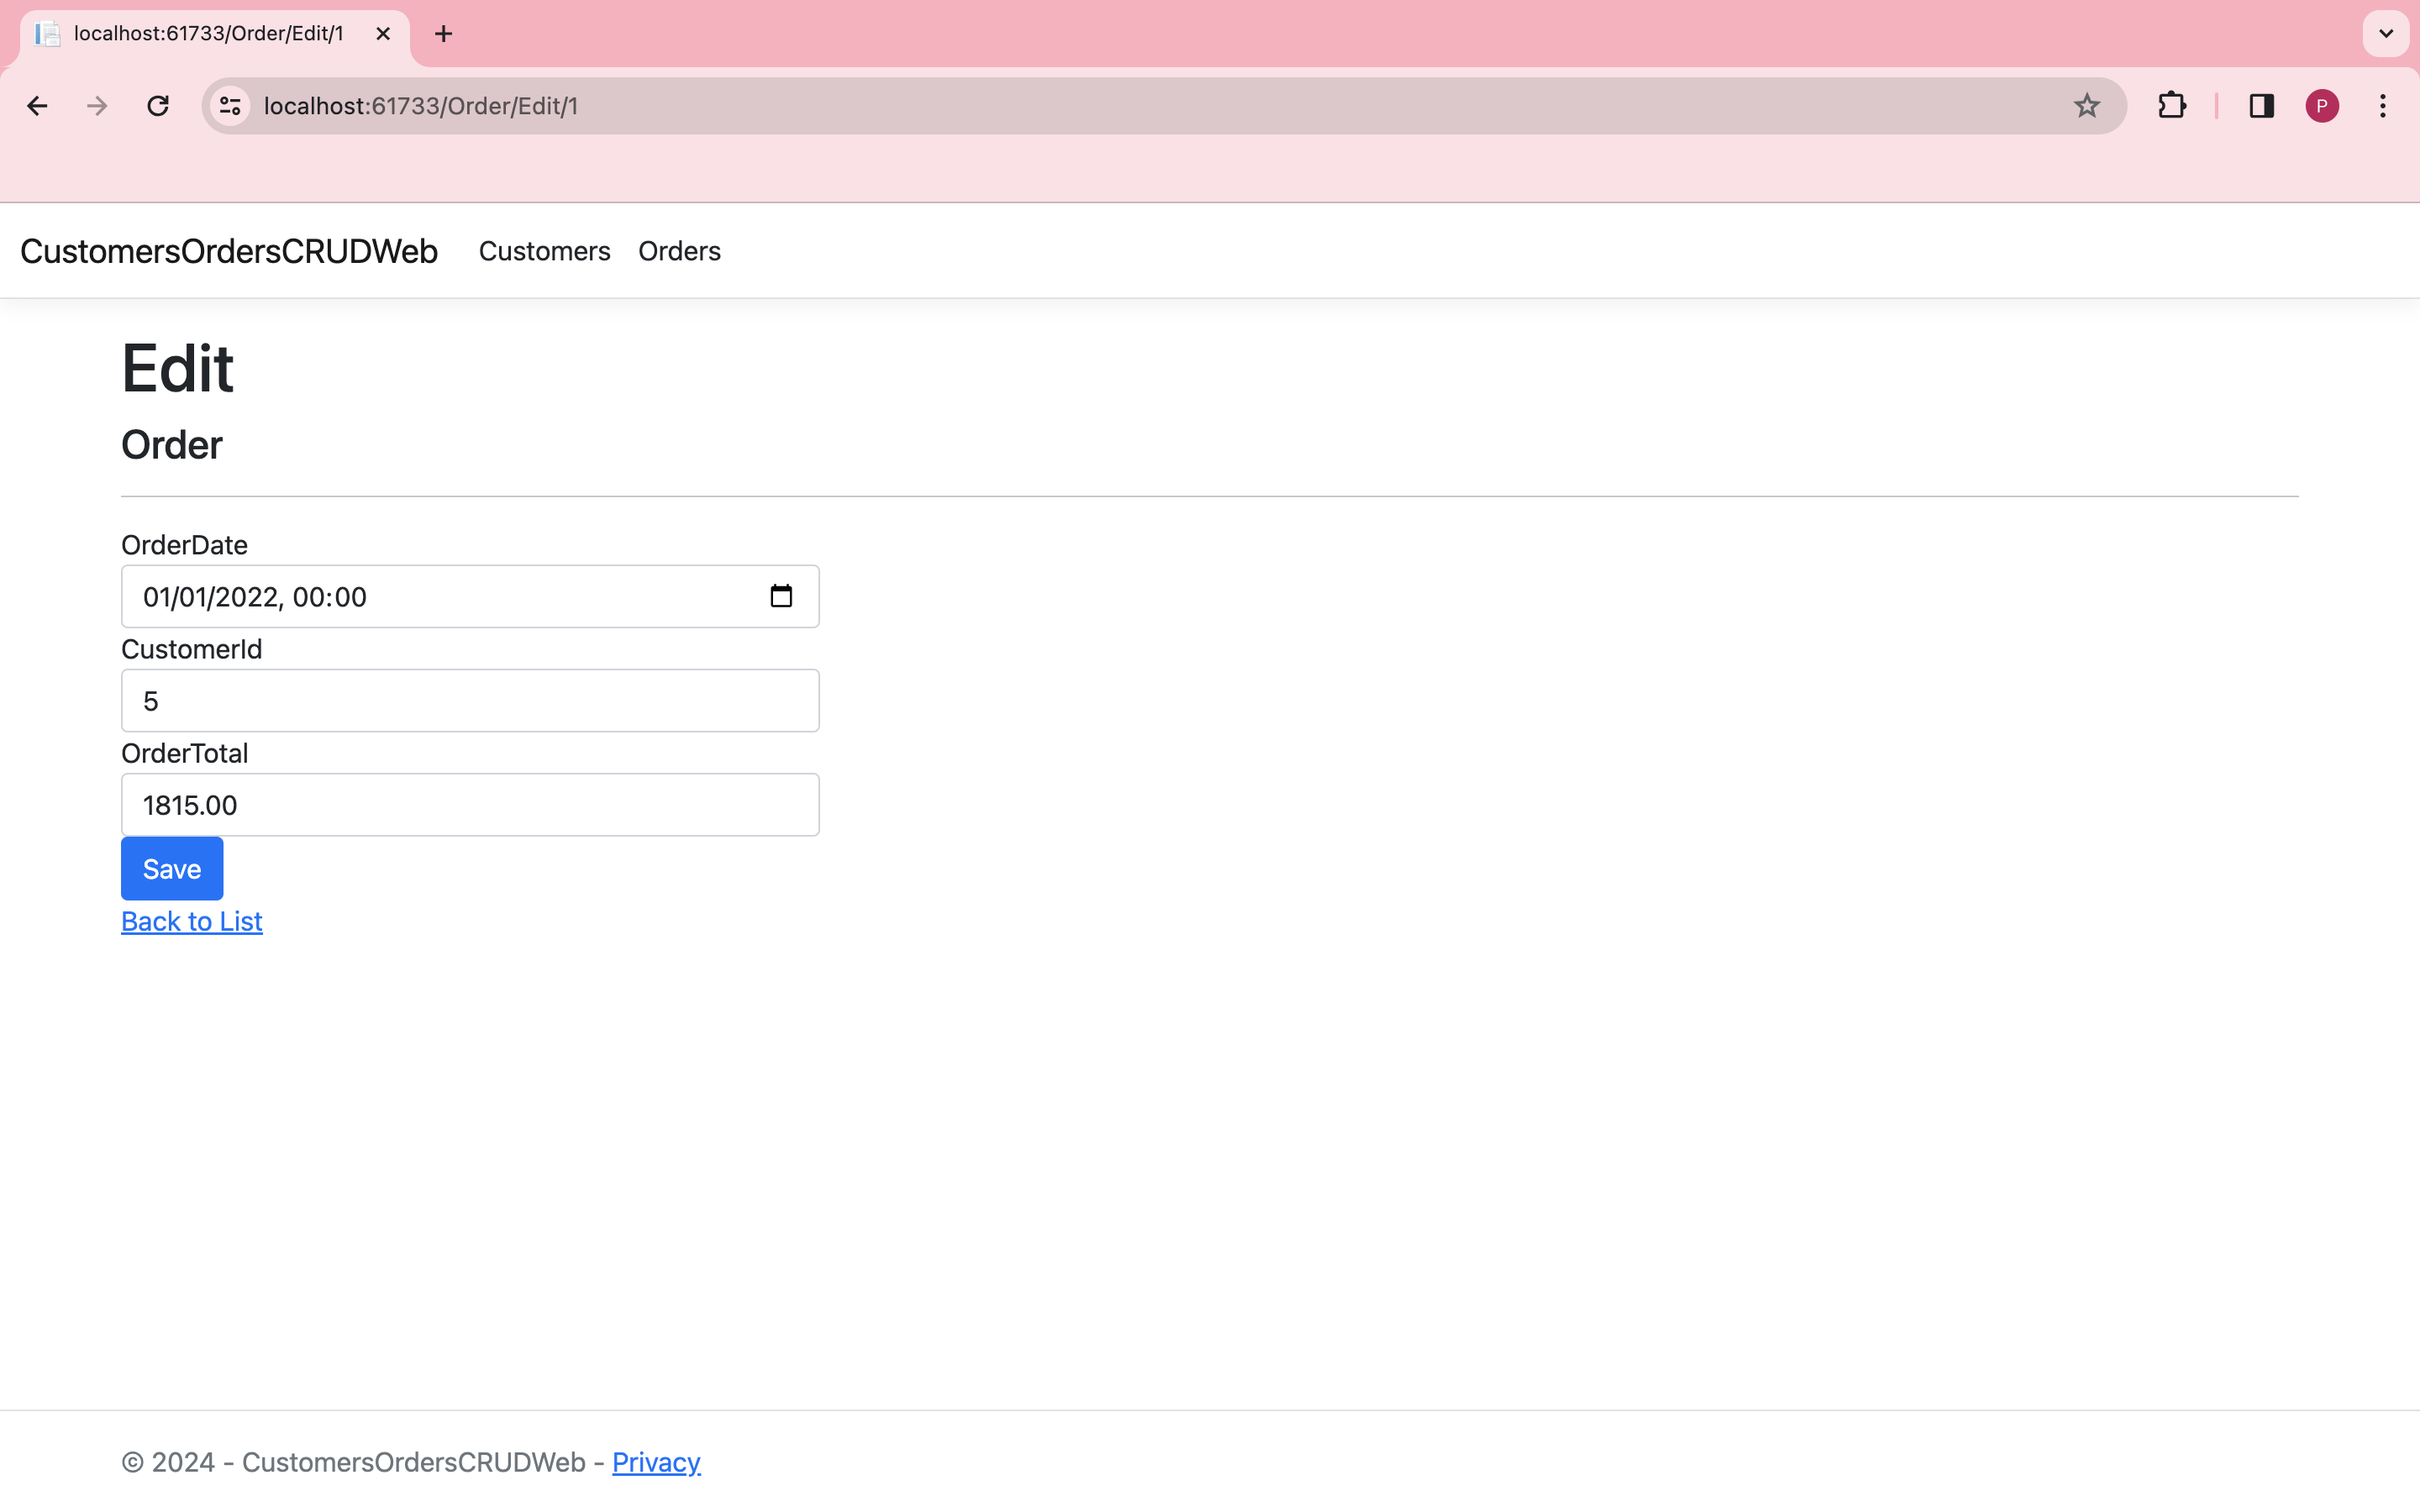 localhost:61733/Order/Edit/1
localhost:61733/Order/Edit/1
P
CustomersOrdersCRUDWeb Customers Orders
Edit
Order
OrderDate
01/01/2022, 00:00
CustomerId
5
OrderTotal
1815.00
Save
Back to List
© 2024 - CustomersOrdersCRUDWeb - Privacy